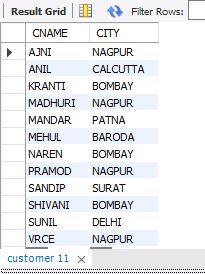 Result Grid Filter Rows:
CNAME CITY
AJNI NAGPUR
ANIL CALCUTTA
KRANTI BOMBAY
MADHURI NAGPUR
MANDAR PATNA
MEHUL BARODA
NAREN BOMBAY
PRAMOD NAGPUR
SANDIP SURAT
SHIVANI BOMBAY
SUNIL DELHI
VRCE NAGPUR
customer 11